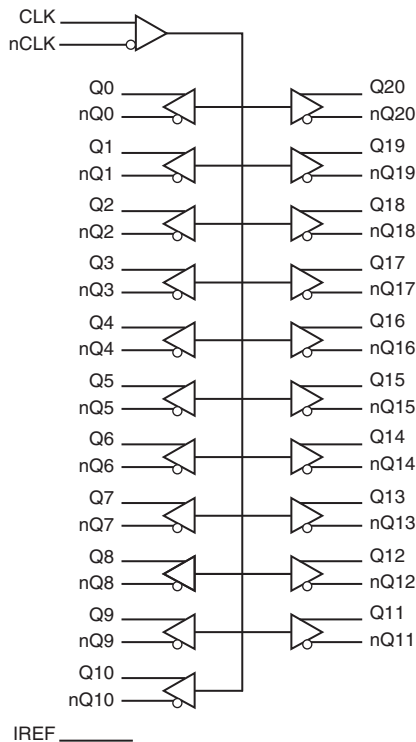 CLK
nCLK
Q0 Q20
nQ0 nQ20
Q1 Q19
nQ1 nQ19
Q2 Q18
nQ2 nQ18
Q3 Q17
nQ3 nQ17
Q4 Q16
nQ4 nQ16
Q5 Q15
nQ5 nQ15
Q6 Q14
nQ6 nQ14
Q7 Q13
nQ7 nQ13
Q8 Q12
nQ8 nQ12
Q9 Q11
nQ9 nQ11
Q10
nQ10
IREF